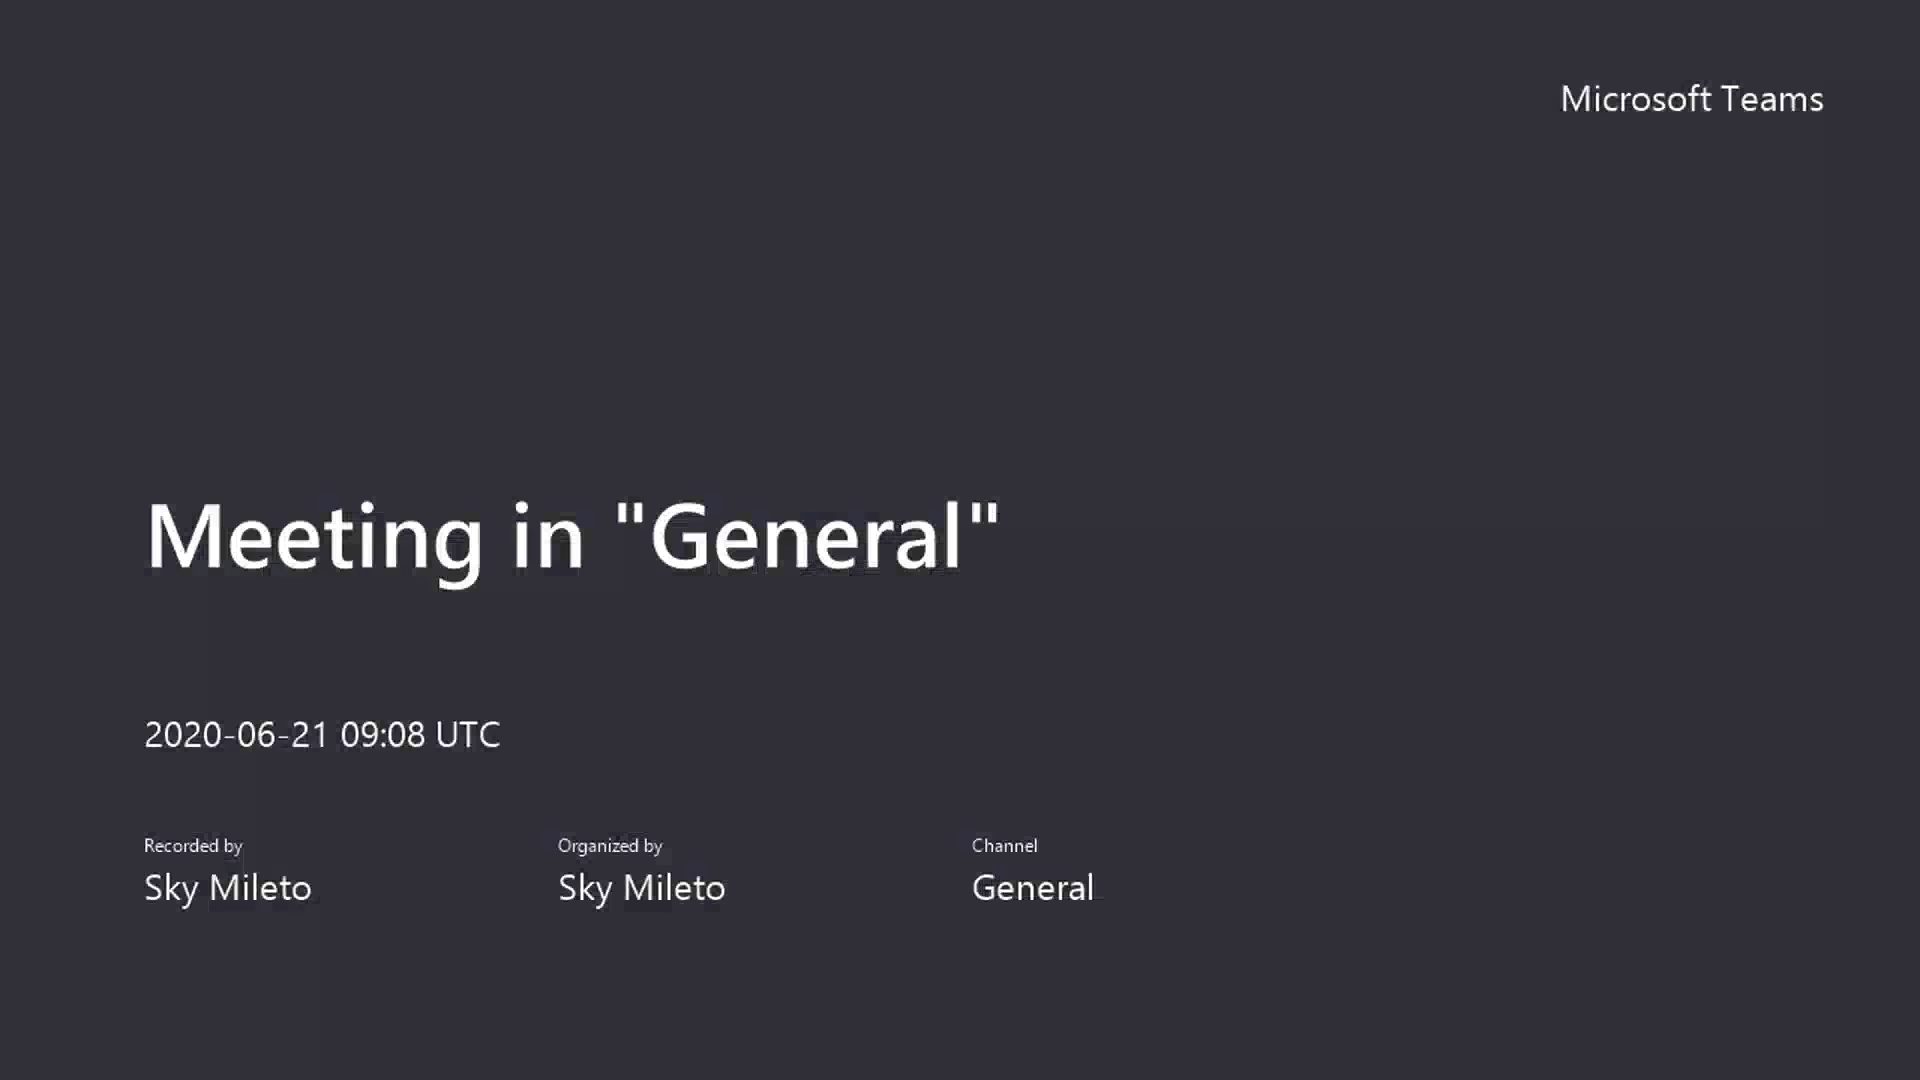 Microsoft Teams
Meeting in "General"
2020-06-21 09:08 UTC
Recorded by
Sky Mileto
Organized by
Sky Mileto
Channel
General